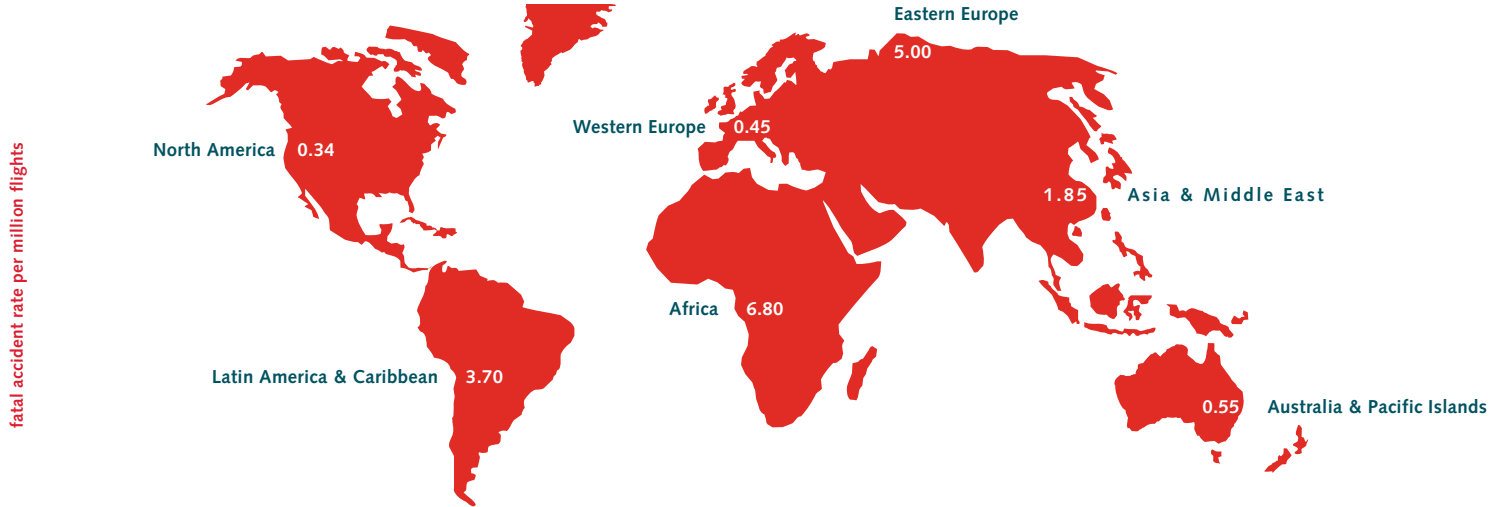 fatal accident rate per million flights
Eastern Europe
5.00
Western Europe 0.45
North America 0.34
1.85 Asia & Middle East
Africa 6.80
Latin America & Caribbean 3.70
0.55 Australia & Pacific Islands